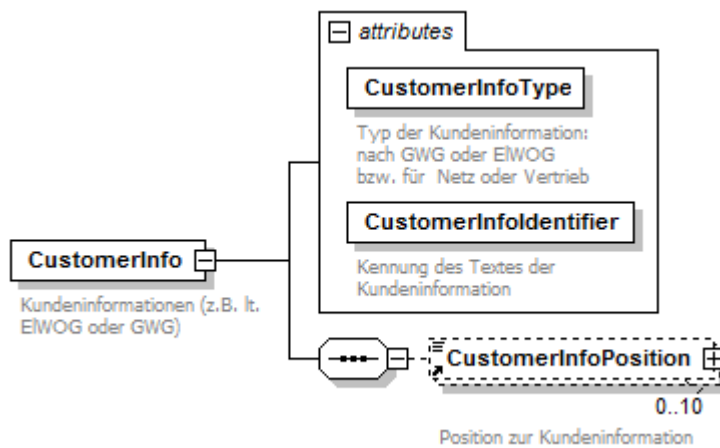 attributes
CustomerInfoType
Typ der Kundeninformation:
nach GWG oder ElWOG
bzw. für Netz oder Vertrieb
CustomerInfoIdentifier
Kennung des Textes der
Kundeninformation
CustomerInfo
Kundeninformationen (z.B. lt.
ElWOG oder GWG)
CustomerInfoPosition
0..10
Position zur Kundeninformation